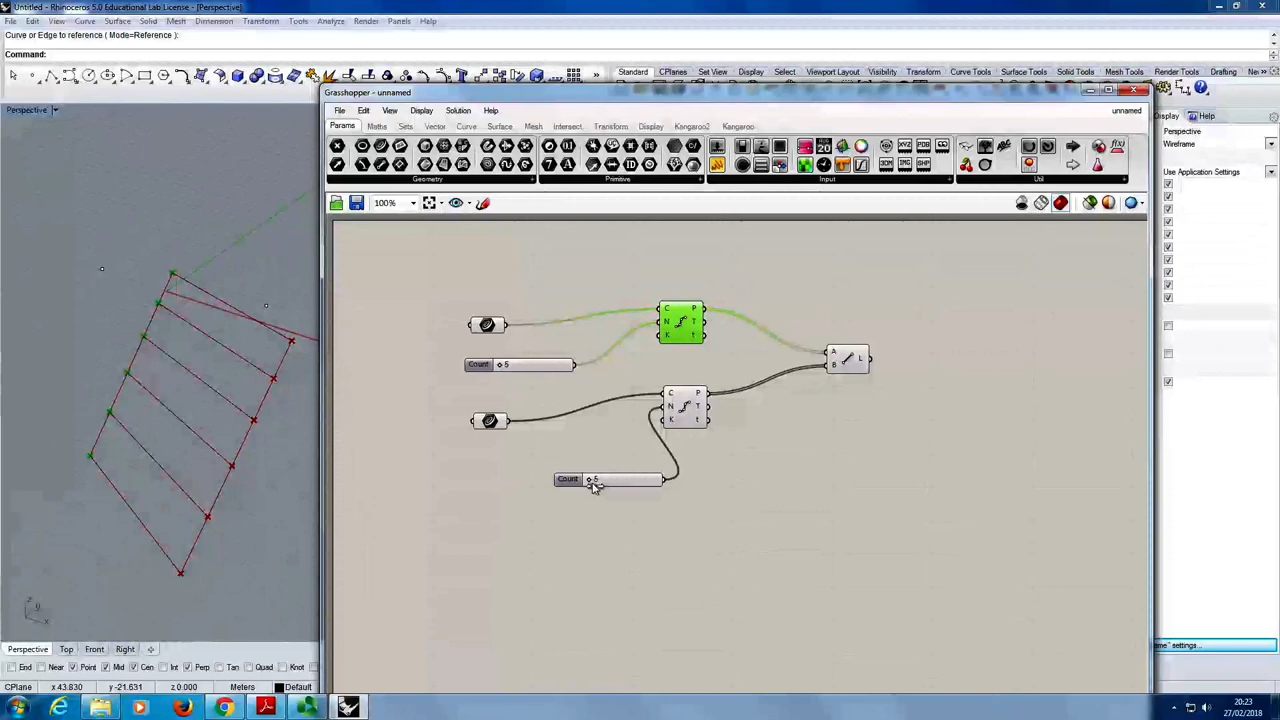 Untitled - Rhinoceros 5.0 Educational Lab License - [Perspective]
File Edit View Curve Surface Solid Mesh Dimension Transform Tools Analyze Render Panels Help
Curve or Edge to reference ( Mode=Reference ):
Command:
Standard CPlanes Set View Display Select Viewport Layout Visibility Transform Curve Tools Surface Tools Solid Tools Mesh Tools Render Tools Drafting Nev
Grasshopper - unnamed
Perspective
File Edit View Display Solution Help unnamed
Params Maths Sets Vector Curve Surface Mesh Intersect Transform Display Kangaroo2 Kangaroo
Geometry Primitive Input Util
100%
Display Help
Perspective
Wireframe
Use Application Settings
C P
N T
K t
Count 5
A L
B
C P
N T
K t
Count 5
z
x
Perspective Top Front Right
ne" settings...
End Near Point Mid Cen Int Perp Tan Quad Knot
CPlane x 43.830 y -21.631 z 0.000 Meters Default
20:23
27/02/2018